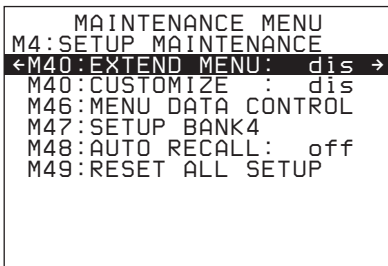 MAINTENANCE MENU
M4:SETUP MAINTENANCE
←M40:EXTEND MENU: dis →
M40:CUSTOMIZE : dis
M46:MENU DATA CONTROL
M47:SETUP BANK4
M48:AUTO RECALL: off
M49:RESET ALL SETUP